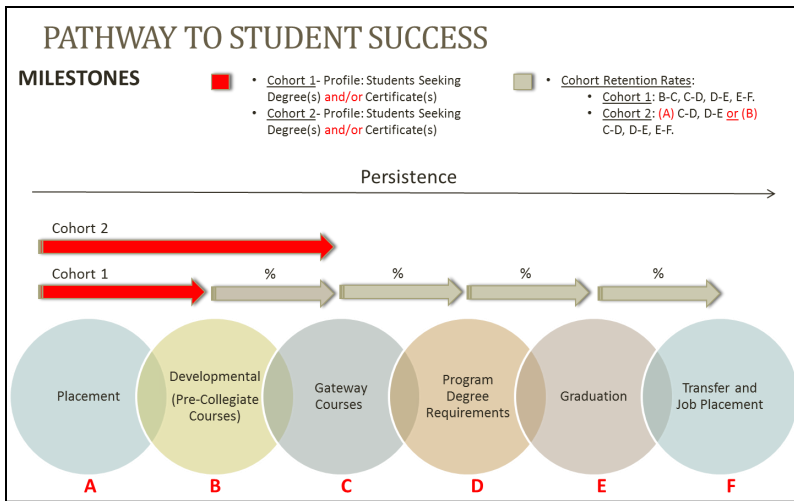 PATHWAY TO STUDENT SUCCESS
MILESTONES
• Cohort 1- Profile: Students Seeking
Degree(s) and/or Certificate(s)
• Cohort 2- Profile: Students Seeking
Degree(s) and/or Certificate(s)
• Cohort Retention Rates:
• Cohort 1: B-C, C-D, D-E, E-F.
• Cohort 2: (A) C-D, D-E or (B)
C-D, D-E, E-F.
Persistence
Cohort 2
Cohort 1
%
%
%
%
Placement
Developmental
(Pre-Collegiate
Courses)
Gateway
Courses
Program
Degree
Requirements
Graduation
Transfer and
Job Placement
A
B
C
D
E
F